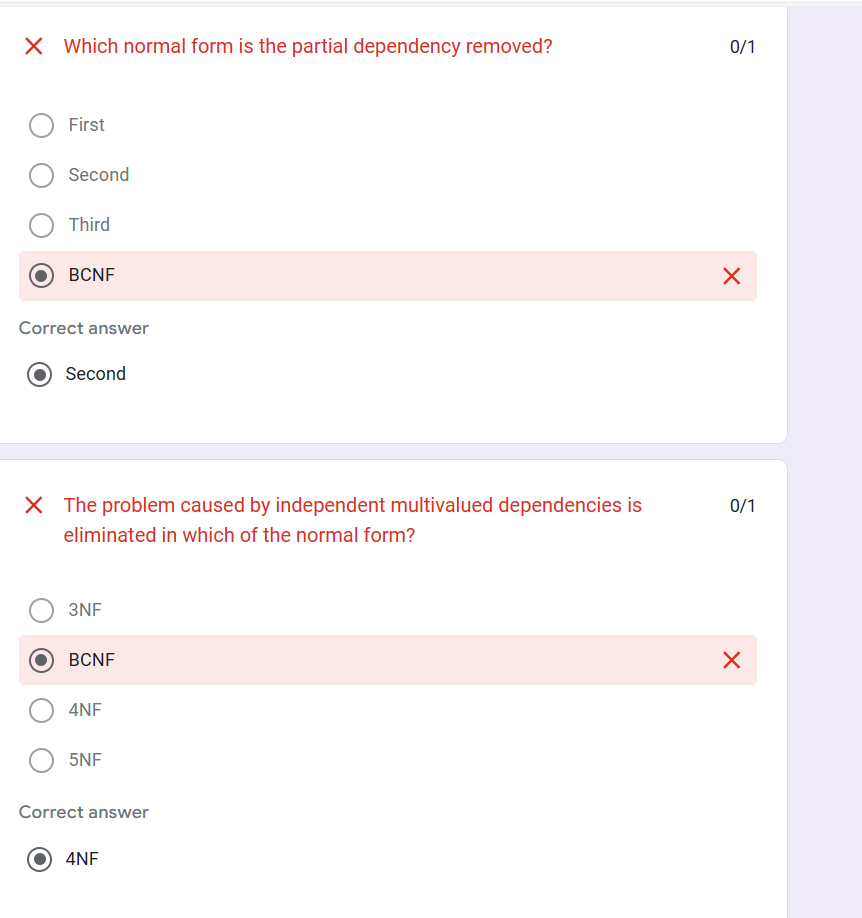 Which normal form is the partial dependency removed?
0/1
First
Second
Third
BCNF
Correct answer
Second
The problem caused by independent multivalued dependencies is
0/1
eliminated in which of the normal form?
3NF
BCNF
4NF
5NF
Correct answer
4NF